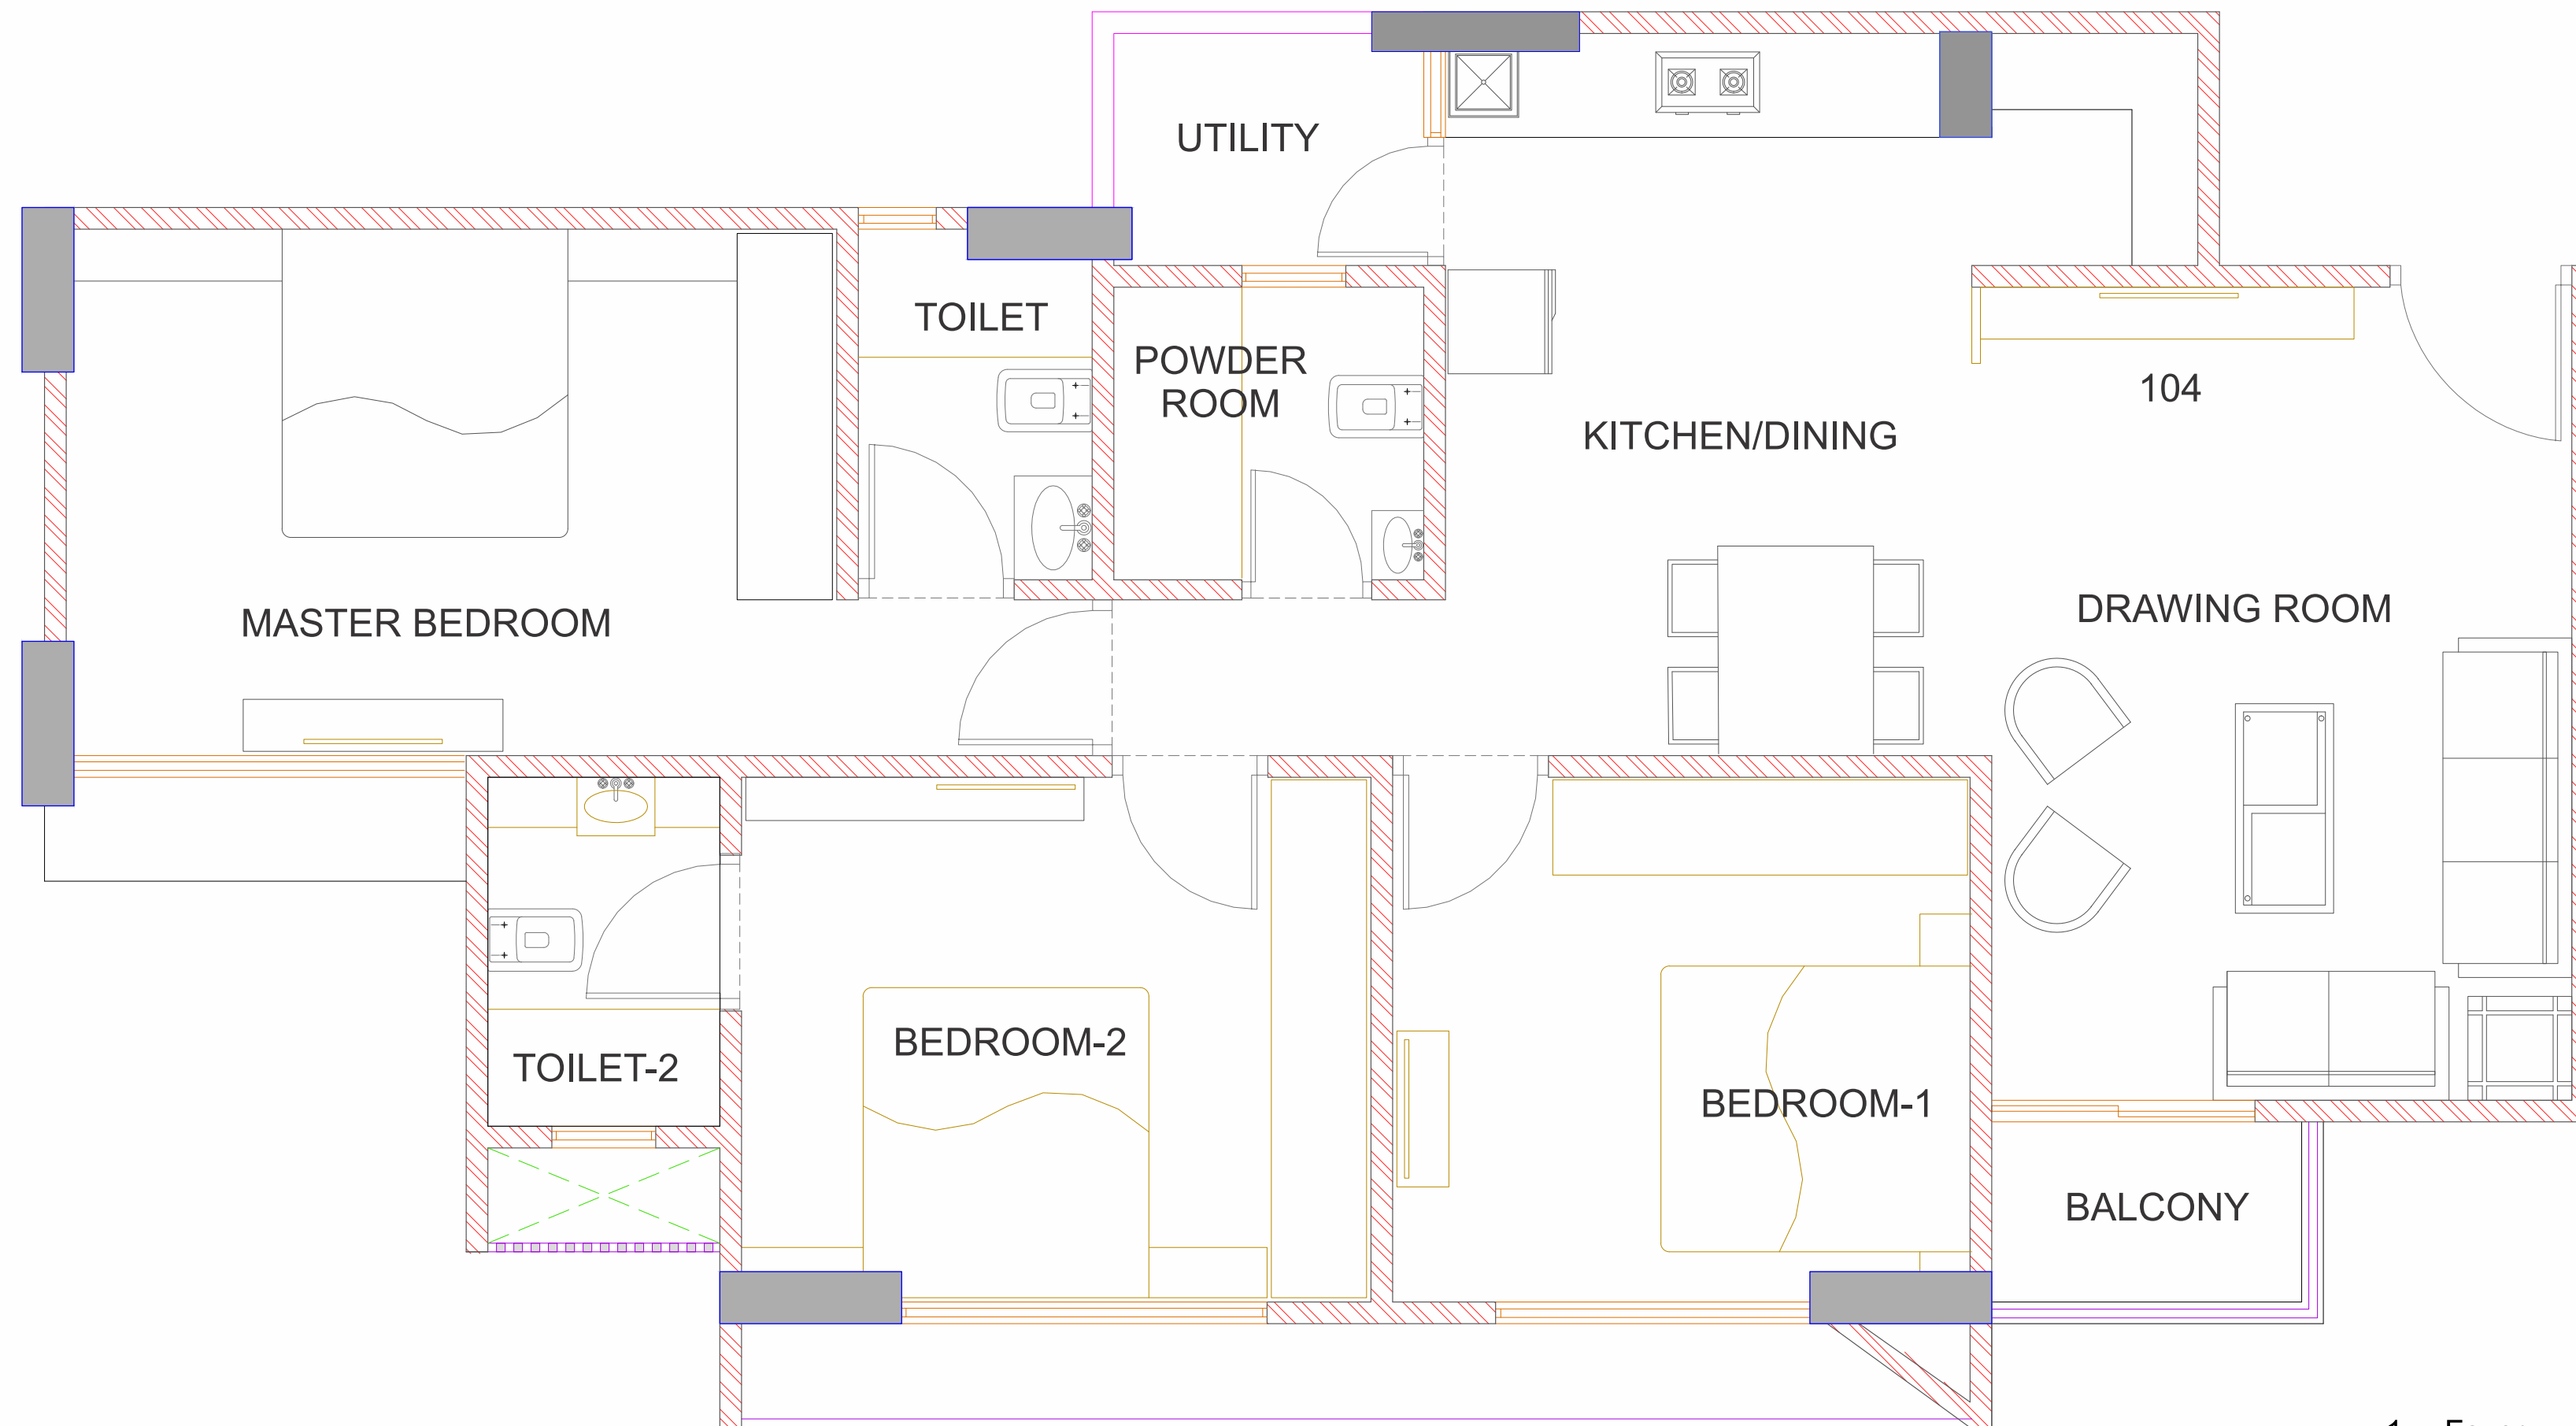 UTILITY
TOILET
POWDER
ROOM
104
KITCHEN/DINING
MASTER BEDROOM
DRAWING ROOM
BEDROOM-2
TOILET-2
BEDROOM-1
BALCONY